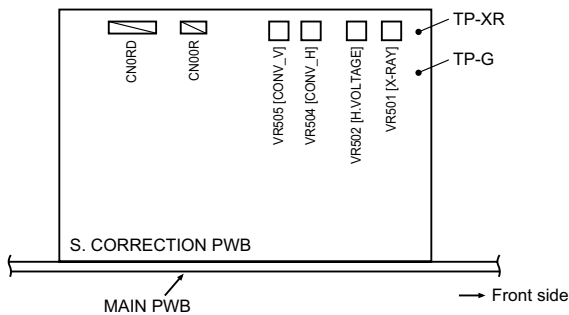 TP-XR
TP-G
CN0RD
CN00R
VR505 [CONV_V]
VR504 [CONV_H]
VR502 [H.VOLTAGE]
VR501 [X-RAY]
S. CORRECTION PWB
MAIN PWB
Front side